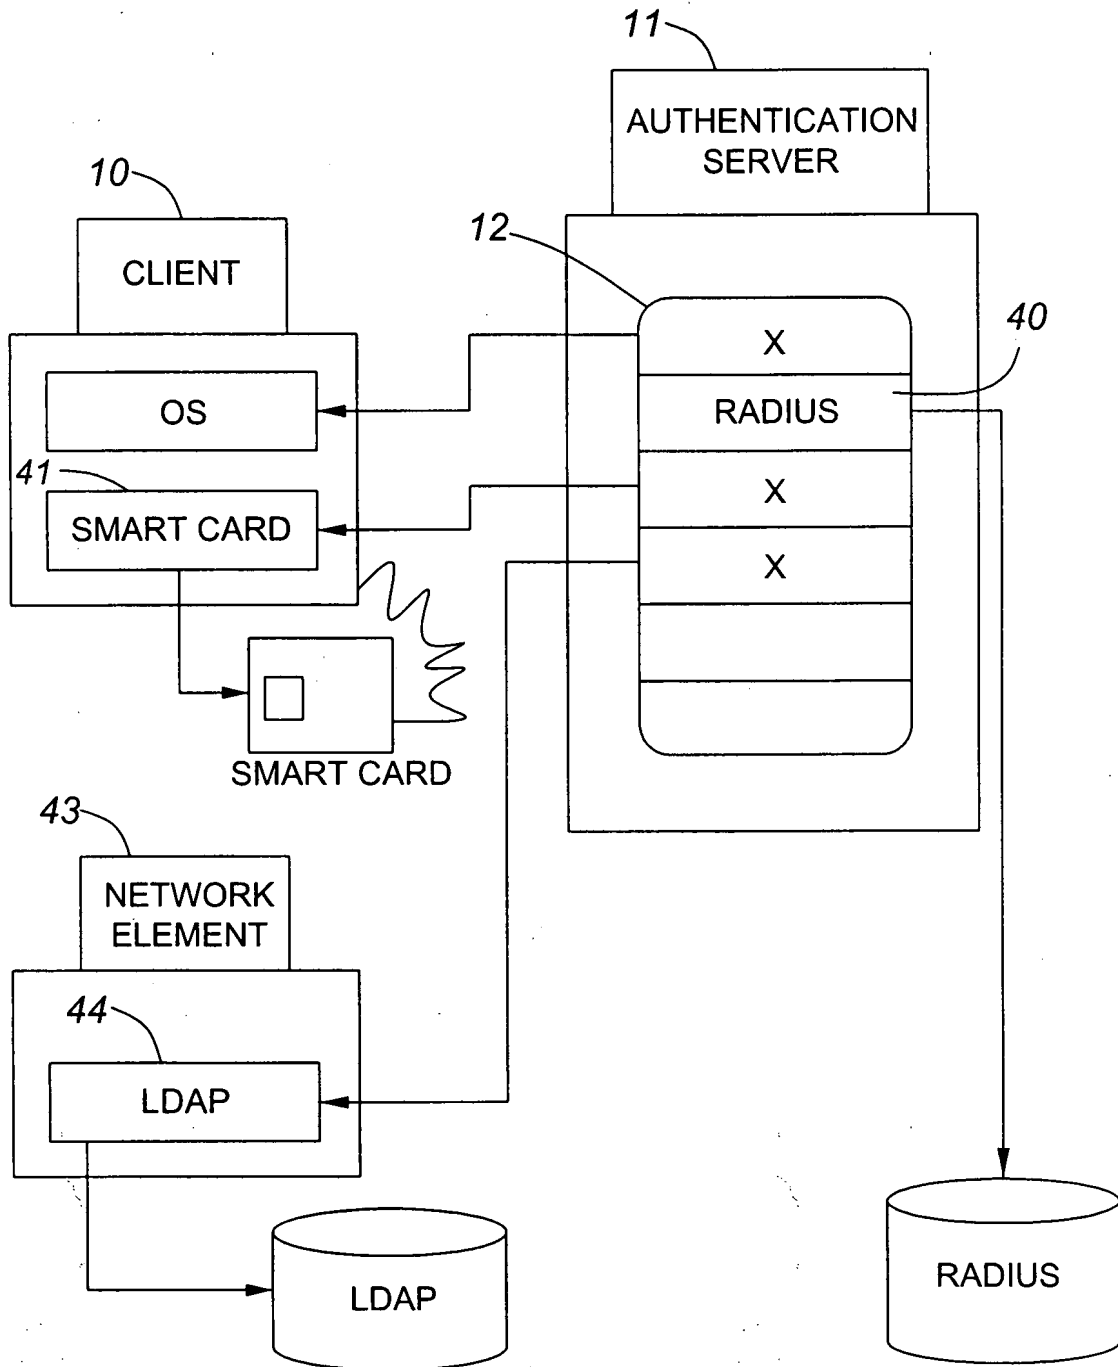 11
AUTHENTICATION
SERVER
10
CLIENT
12
X
40
OS
RADIUS
41
SMART CARD
X
X
SMART CARD
43
NETWORK
ELEMENT
44
LDAP
LDAP
RADIUS